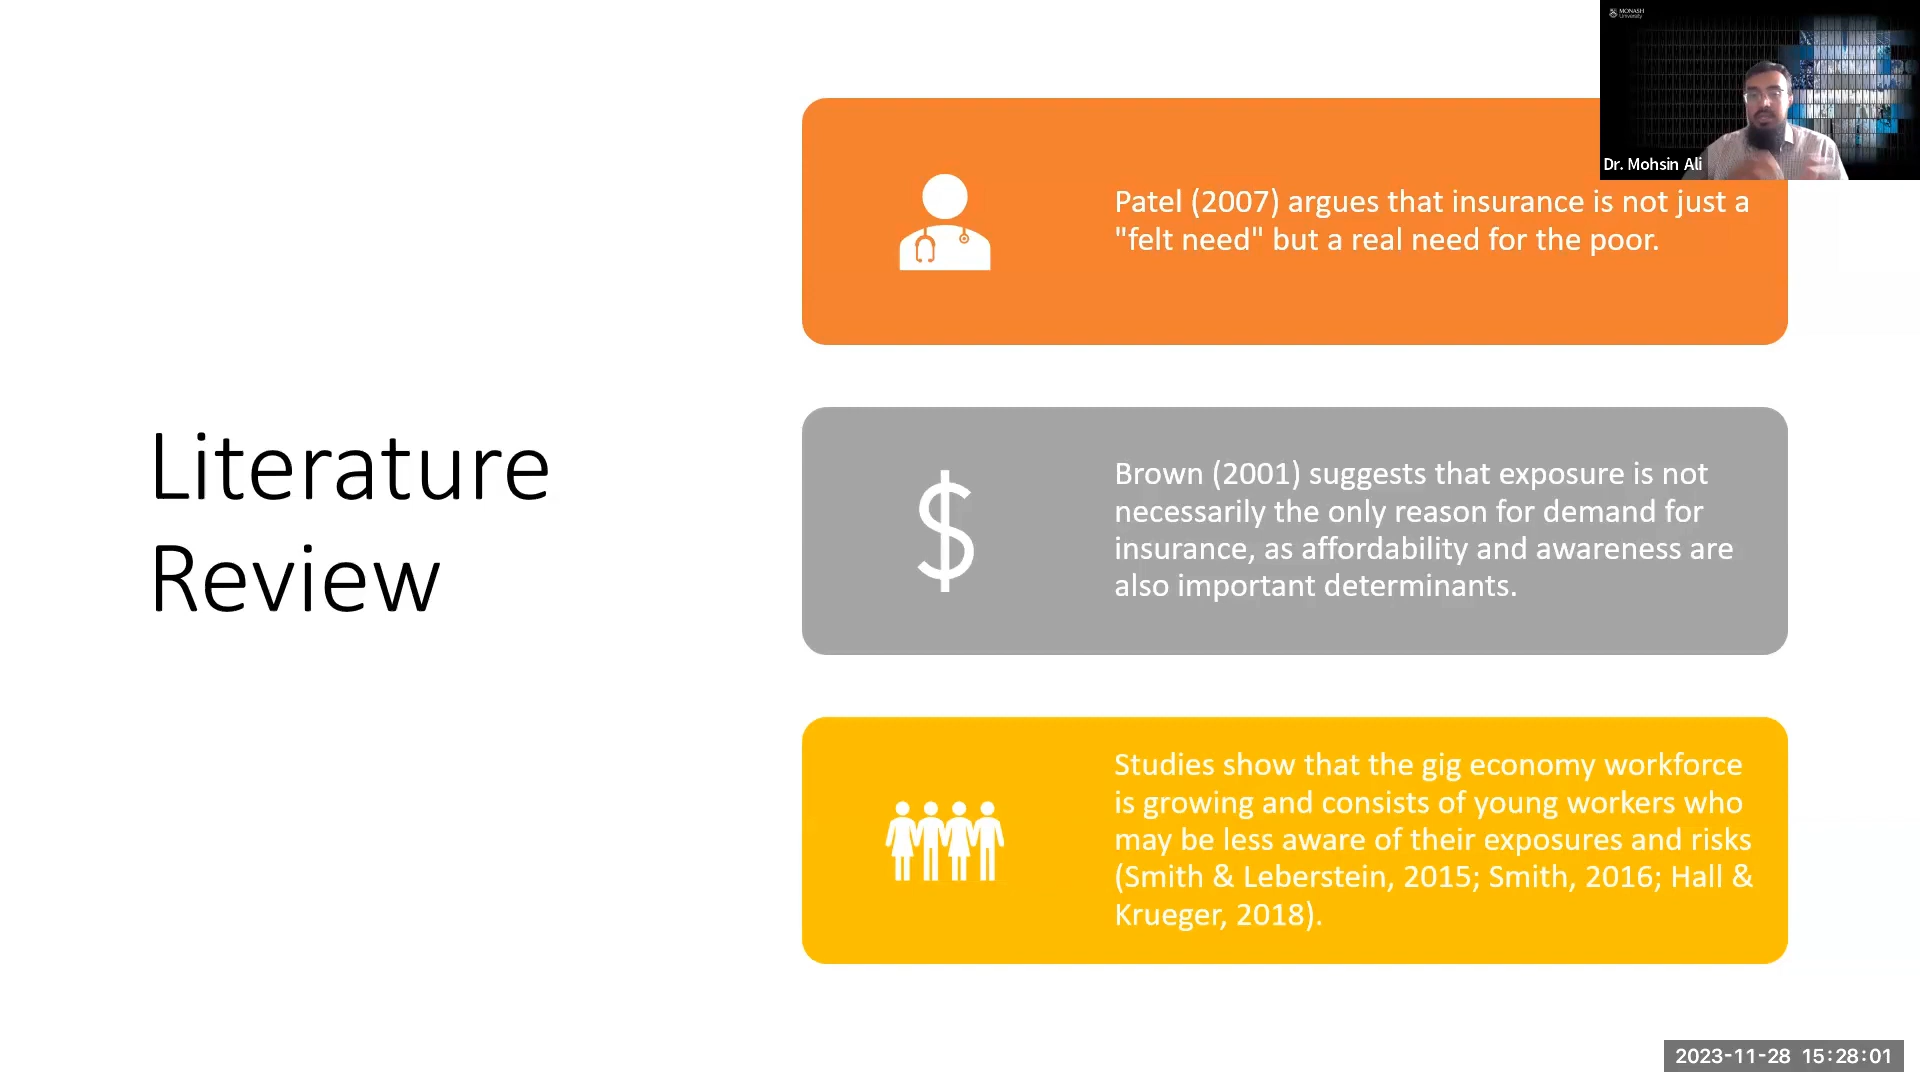 MONASH
University
Dr. Mohsin Ali
Patel (2007) argues that insurance is not just a
"felt need" but a real need for the poor.
Literature
Review
Brown (2001) suggests that exposure is not
necessarily the only reason for demand for
insurance, as affordability and awareness are
also important determinants.
Studies show that the gig economy workforce
is growing and consists of young workers who
may be less aware of their exposures and risks
(Smith & Leberstein, 2015; Smith, 2016; Hall &
Krueger, 2018).
2023-11-28 15:28:01